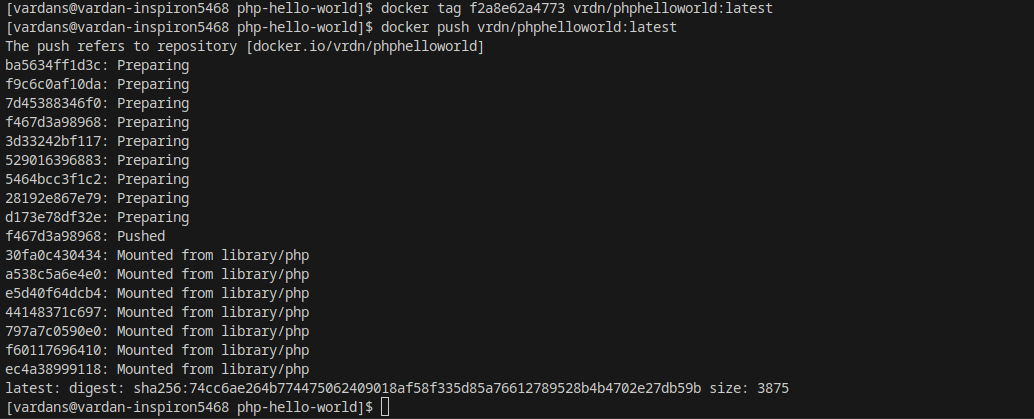 [vardans@vardan-inspiron5468 php-hello-world]$ docker tag f2a8e62a4773 vrdn/phphelloworld:latest
[vardans@vardan-inspiron5468 php-hello-world]$ docker push vrdn/phphelloworld:latest
The push refers to repository [docker.io/vrdn/phphelloworld]
ba5634ff1d3c: Preparing
f9c6c0af10da: Preparing
7d45388346f0: Preparing
f467d3a98968: Preparing
3d33242bf117: Preparing
529016396883: Preparing
5464bcc3f1c2: Preparing
28192e867e79: Preparing
d173e78df32e: Preparing
f467d3a98968: Pushed
30fa0c430434: Mounted from library/php
a538c5a6e4e0: Mounted from library/php
e5d40f64dcb4: Mounted from library/php
44148371c697: Mounted from library/php
797a7c0590e0: Mounted from library/php
f60117696410: Mounted from library/php
ec4a38999118: Mounted from library/php
latest: digest: sha256:74cc6ae264b774475062409018af58f335d85a76612789528b4b4702e27db59b size: 3875
[vardans@vardan-inspiron5468 php-hello-world]$